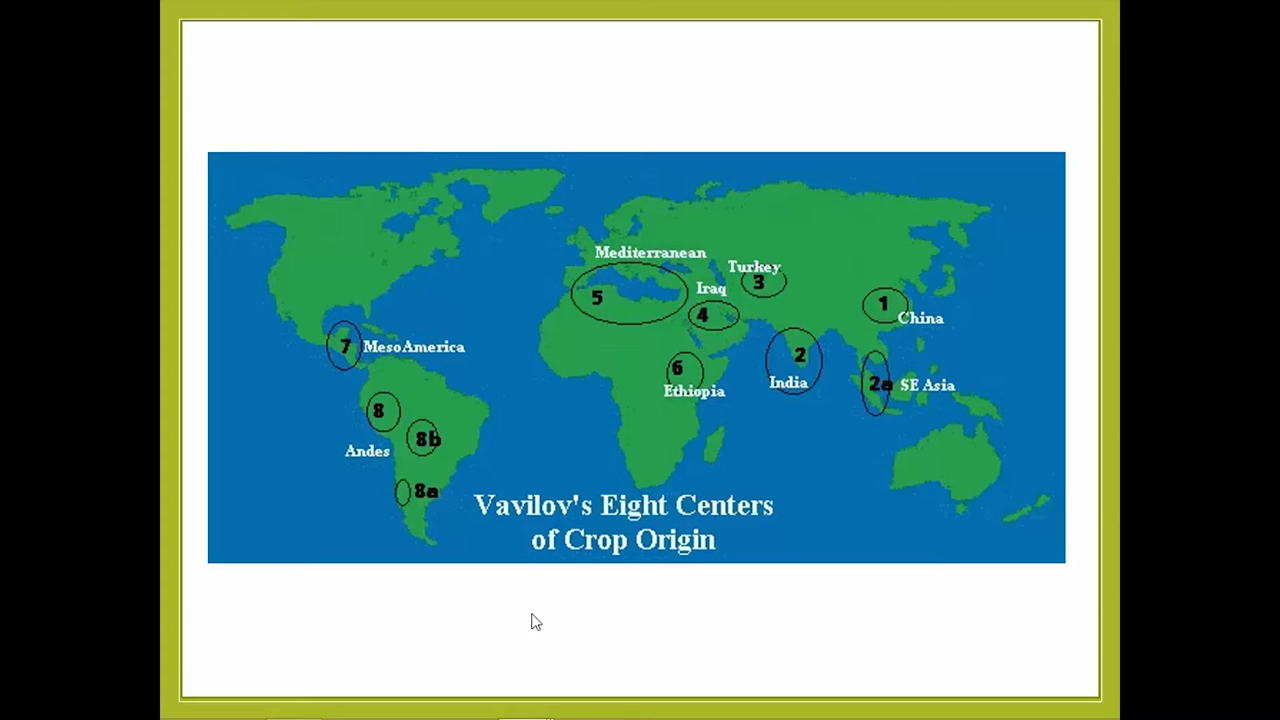 Mediterranean
Turkey
3
Iraq
5
4
1
China
7
MesoAmerica
2
6
India
Ethiopia
2a
SE Asia
8
8b
Andes
8a
Vavilov's Eight Centers
of Crop Origin